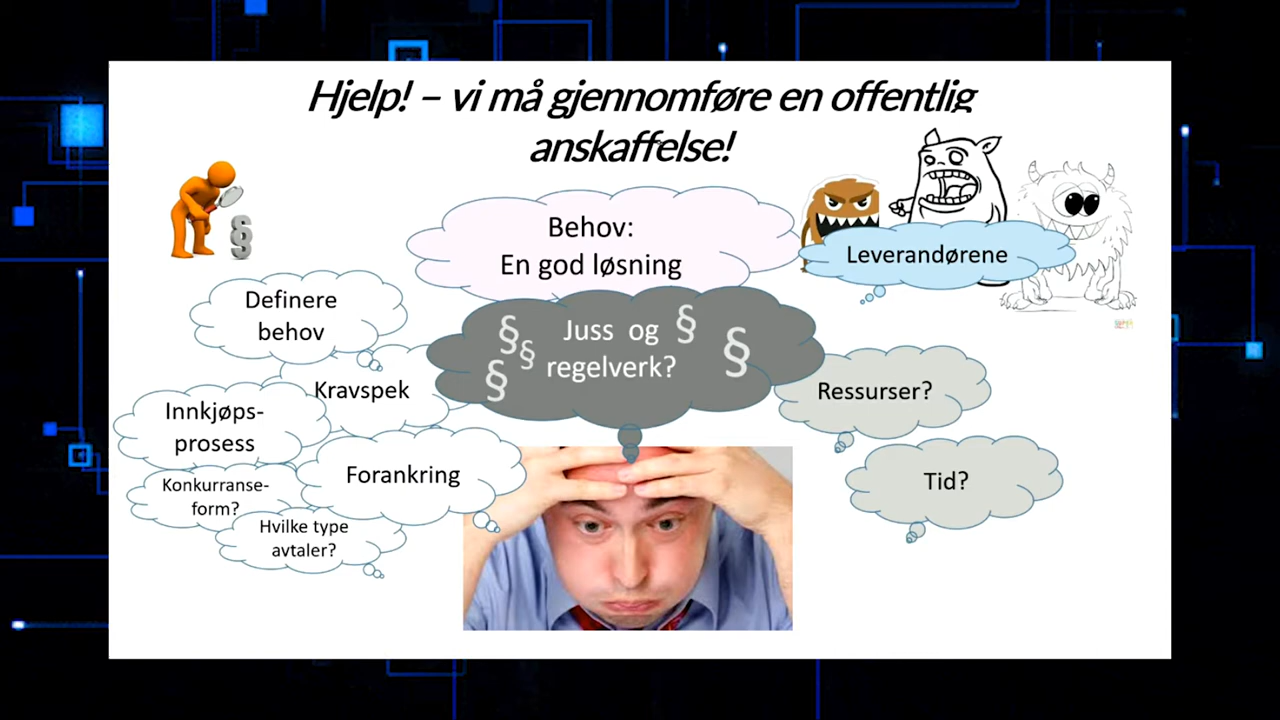 Hjelp! – vi må gjennomføre en offentlig
anskaffelse!
§
Behov:
En god løsning
Leverandørene
Definere
behov
§ § Juss og § §
§ regelverk?
Kravspek
Ressurser?
Innkjøps-
prosess
Forankring
Tid?
Konkurranse-
form?
Hvilke type
avtaler?